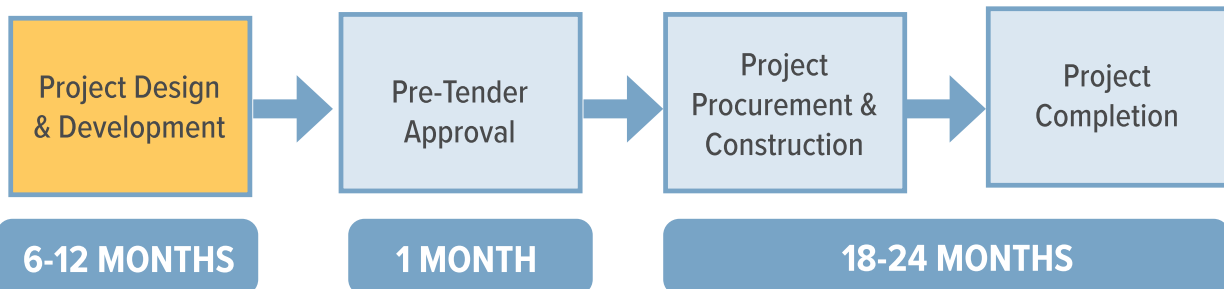 Project Design
& Development
Pre-Tender
Approval
Project
Procurement &
Construction
Project
Completion
6-12 MONTHS
1 MONTH
18-24 MONTHS